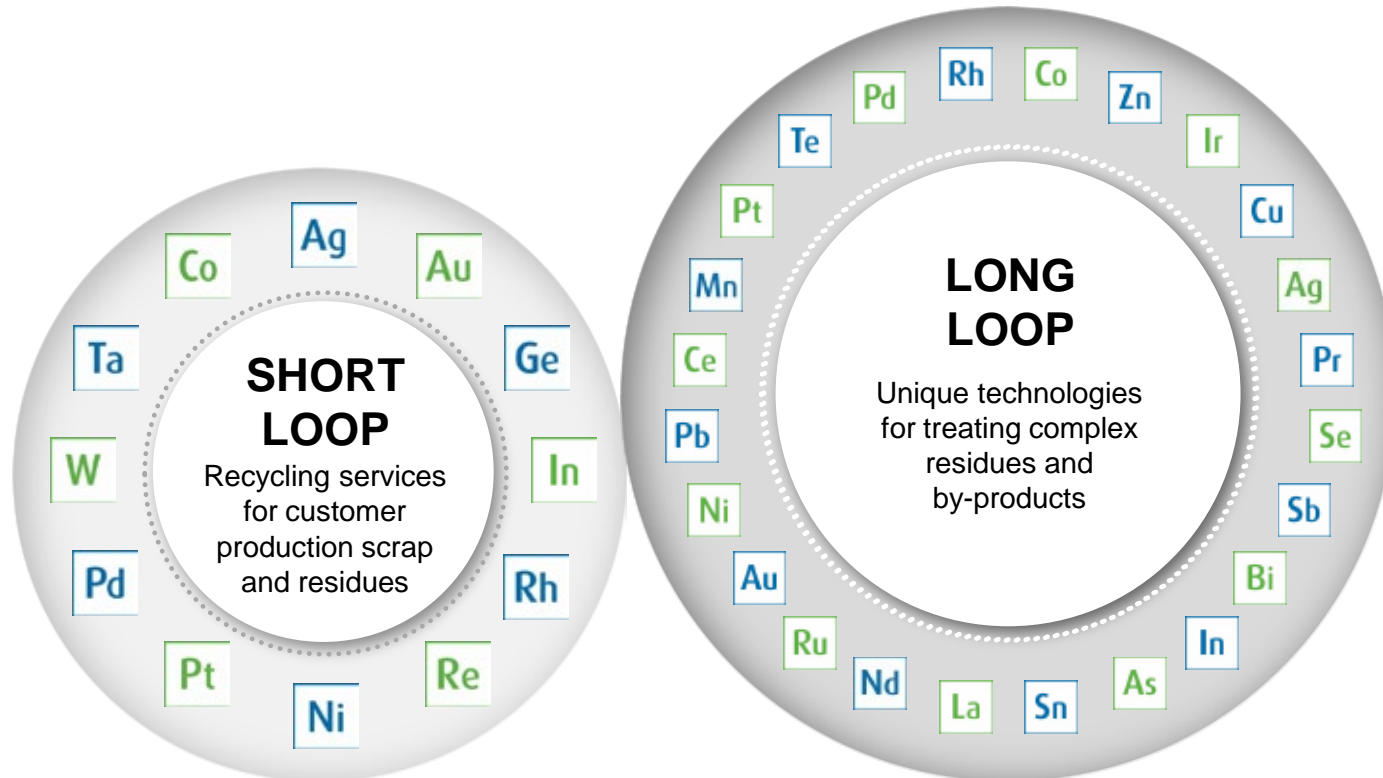 Ag
Au
Ge
In
Rh
Re
Ni
Pt
Pd
W
Ta
Co
SHORT
LOOP
Recycling services
for customer
production scrap
and residues
Rh
Co
Zn
Ir
Cu
Ag
Pr
Se
Sb
Bi
In
As
Sn
La
Nd
Ru
Au
Ni
Pb
Ce
Mn
Pt
Te
Pd
LONG
LOOP
Unique technologies
for treating complex
residues and
by-products